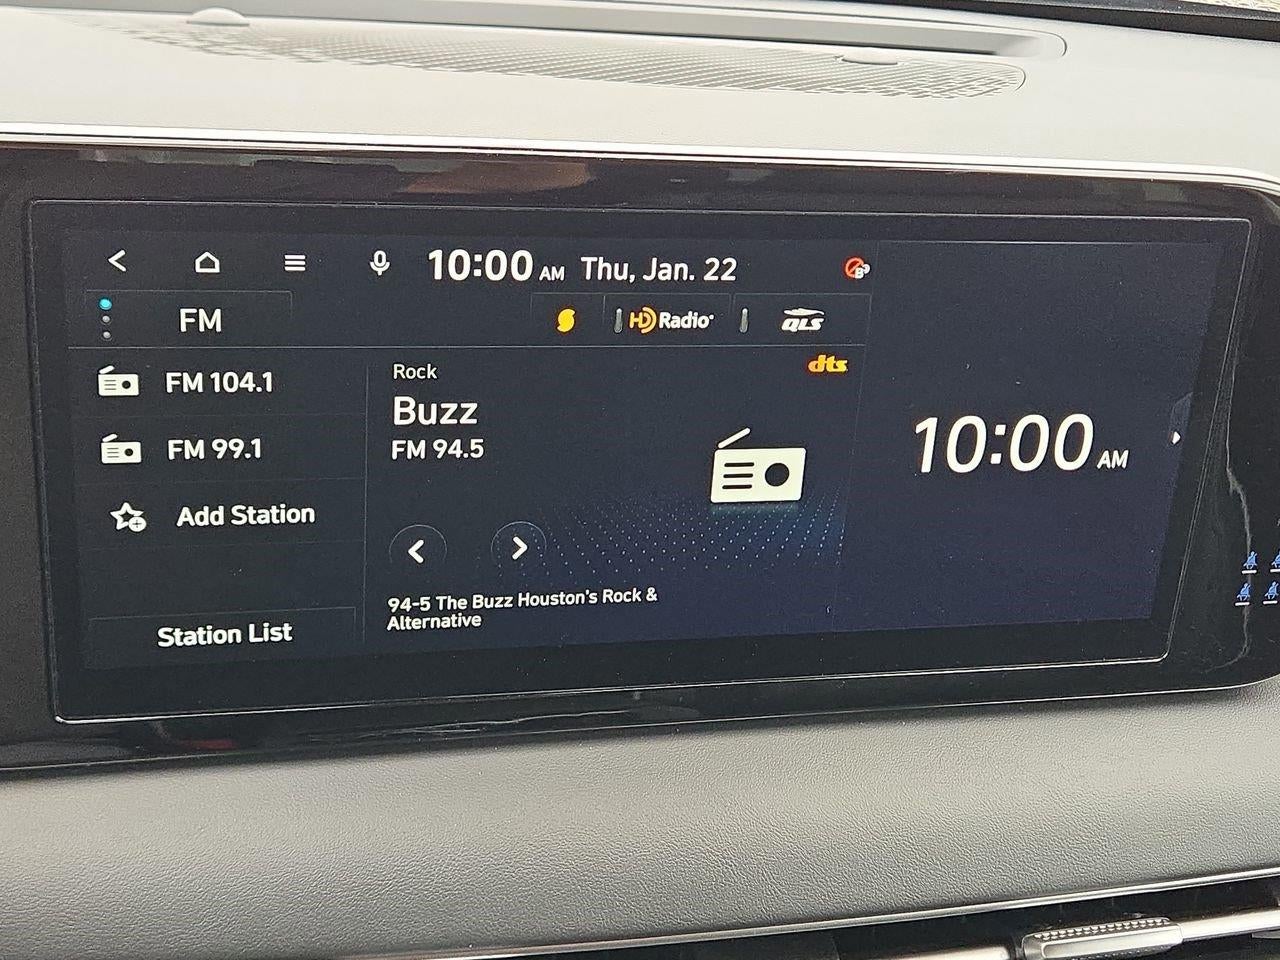 10:00 AM Thu, Jan. 22
FM
HD Radio
QLS
FM 104.1
FM 99.1
Add Station
Station List
Rock
dts
Buzz
FM 94.5
94-5 The Buzz Houston's Rock &
Alternative
10:00 AM